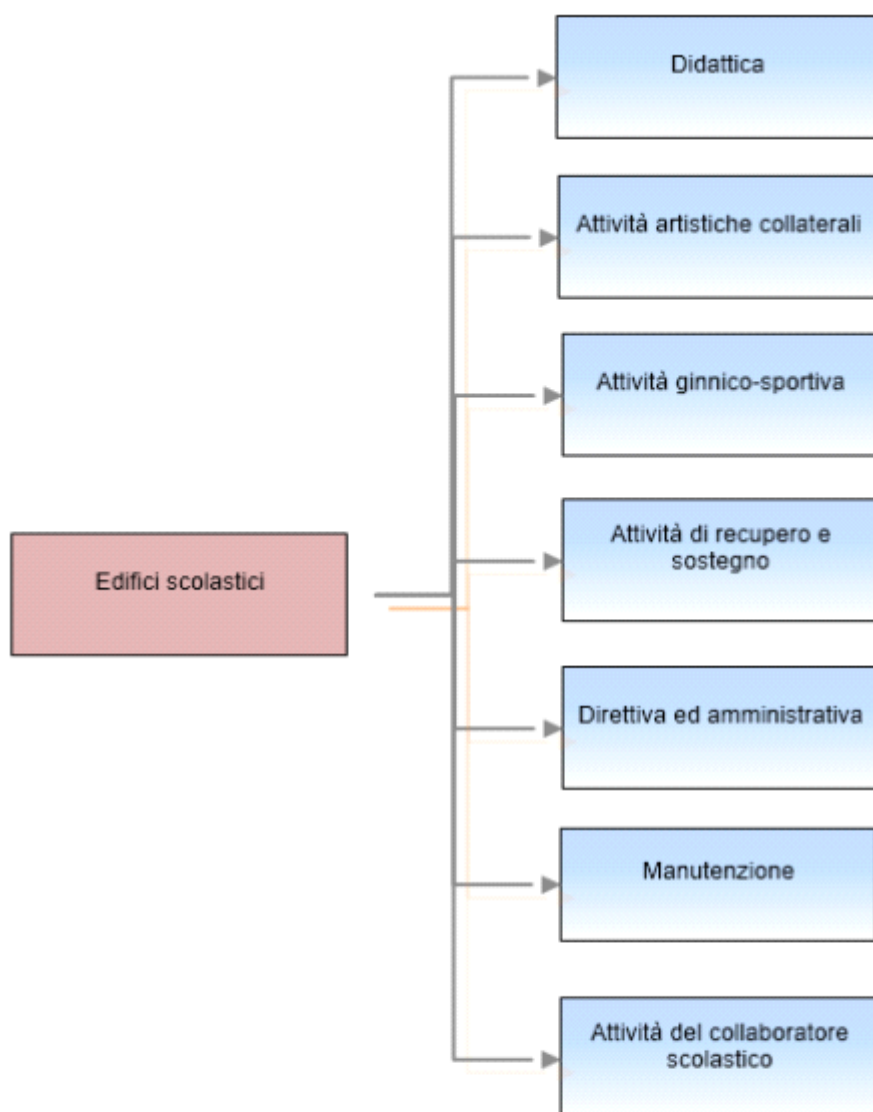 Didattica
Attività artistiche collaterali
Attività ginnico-sportiva
Attività di recupero e
sostegno
Edifici scolastici
Direttiva ed amministrativa
Manutenzione
Attività del collaboratore
scolastico